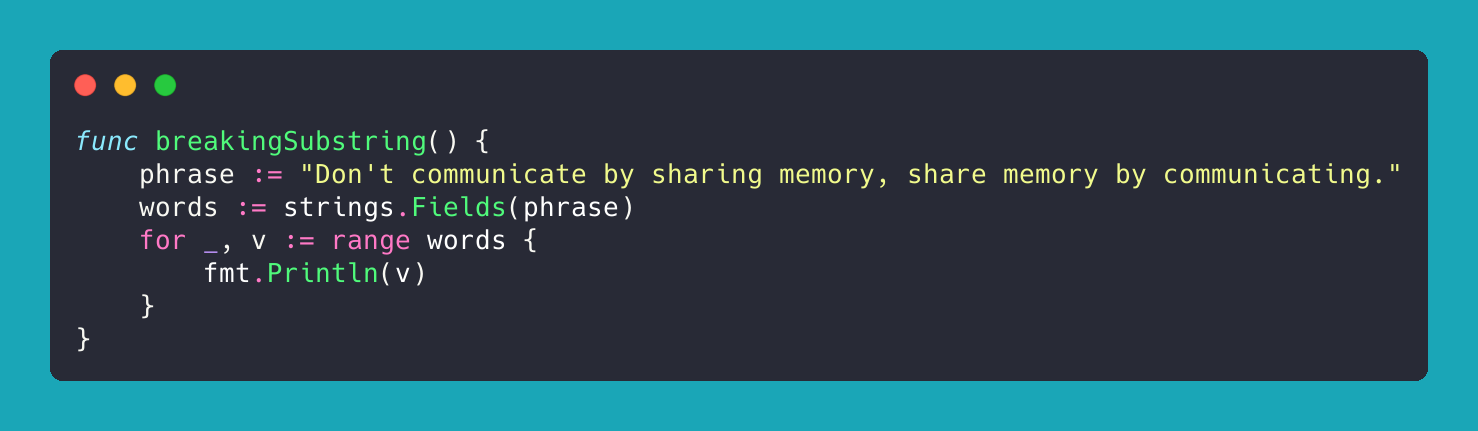 func breakingSubstring() {
    phrase := "Don't communicate by sharing memory, share memory by communicating."
    words := strings.Fields(phrase)
    for _, v := range words {
        fmt.Println(v)
    }
}